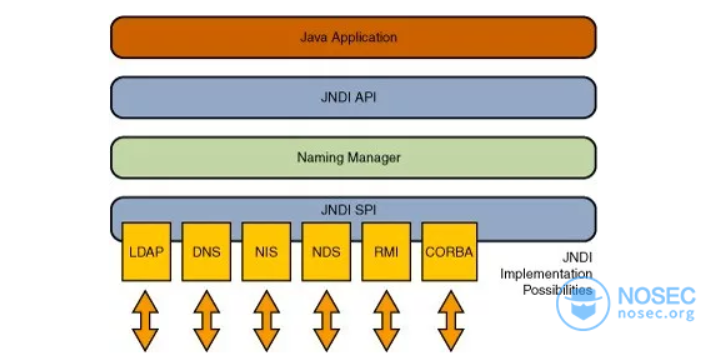 Java Application
JNDI API
Naming Manager
JNDI SPI
LDAP DNS NIS NDS RMI CORBA
JNDI
Implementation
Possibilities
NOSEC
nosec.org